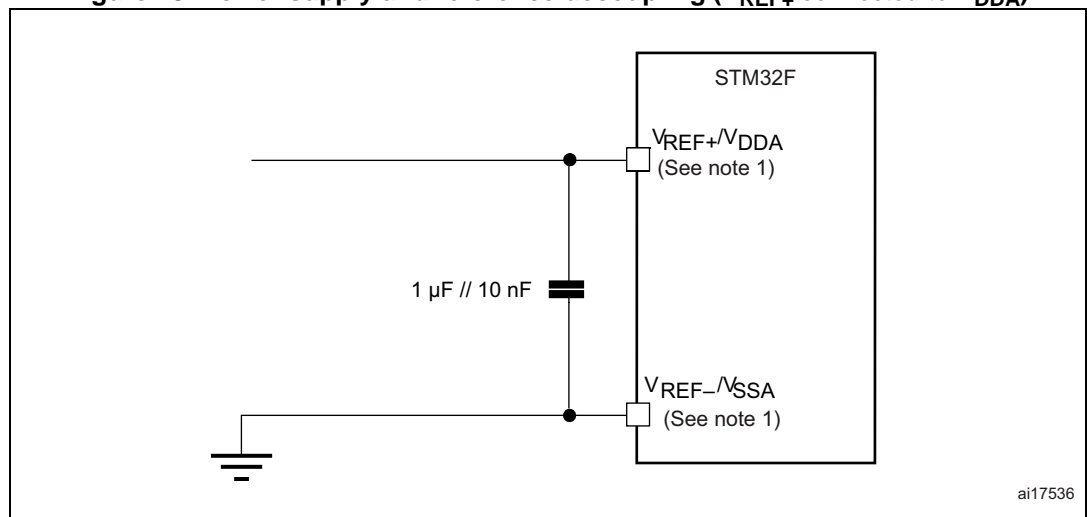 STM32F
VREF+/VDDA
(See note 1)
1 µF // 10 nF
VREF–/VSSA
(See note 1)
ai17536